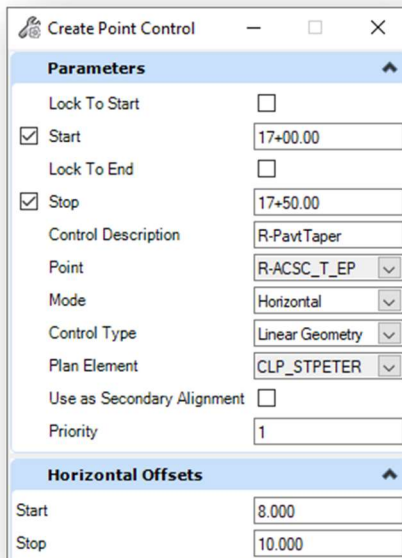 Create Point Control
Parameters
Lock To Start
Start 17+00.00
Lock To End
Stop 17+50.00
Control Description R-PavtTaper
Point R-ACSC_T_EP
Mode Horizontal
Control Type Linear Geometry
Plan Element CLP_STPETER
Use as Secondary Alignment
Priority 1
Horizontal Offsets
Start 8.000
Stop 10.000